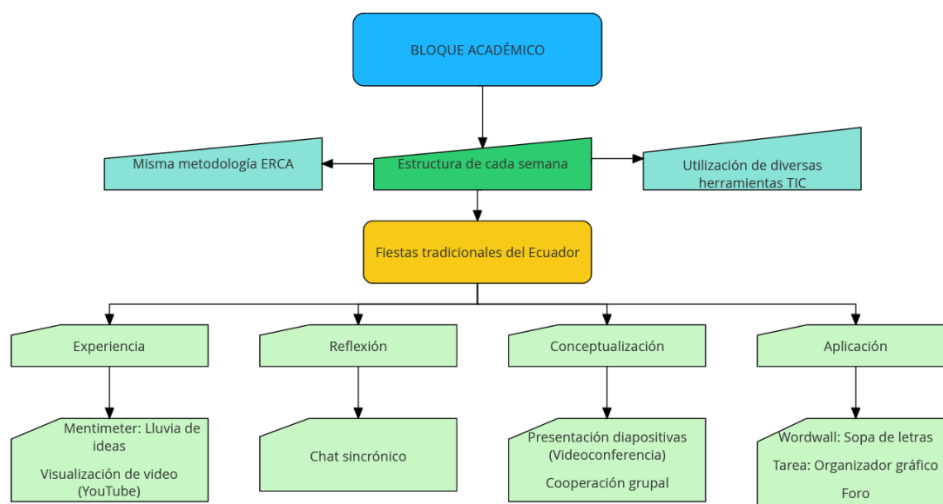 BLOQUE ACADÉMICO
Misma metodología ERCA
Estructura de cada semana
Utilización de diversas
herramientas TIC
Fiestas tradicionales del Ecuador
Experiencia
Reflexión
Conceptualización
Aplicación
Mentimeter: Lluvia de
ideas
Visualización de video
(YouTube)
Chat sincrónico
Presentación diapositivas
(Videoconferencia)
Cooperación grupal
Wordwall: Sopa de letras
Tarea: Organizador gráfico
Foro